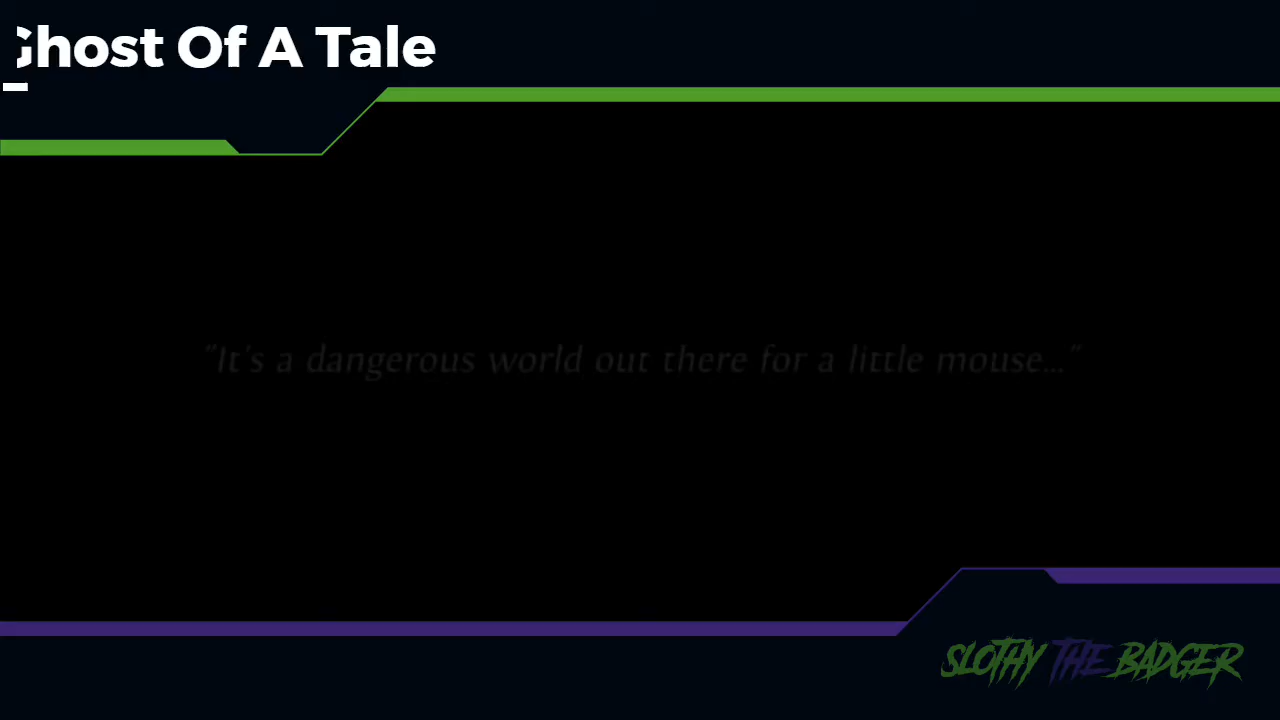 Ghost Of A Tale
"It's a dangerous world out there for a little mouse..."
SLOTHY THE BADGER